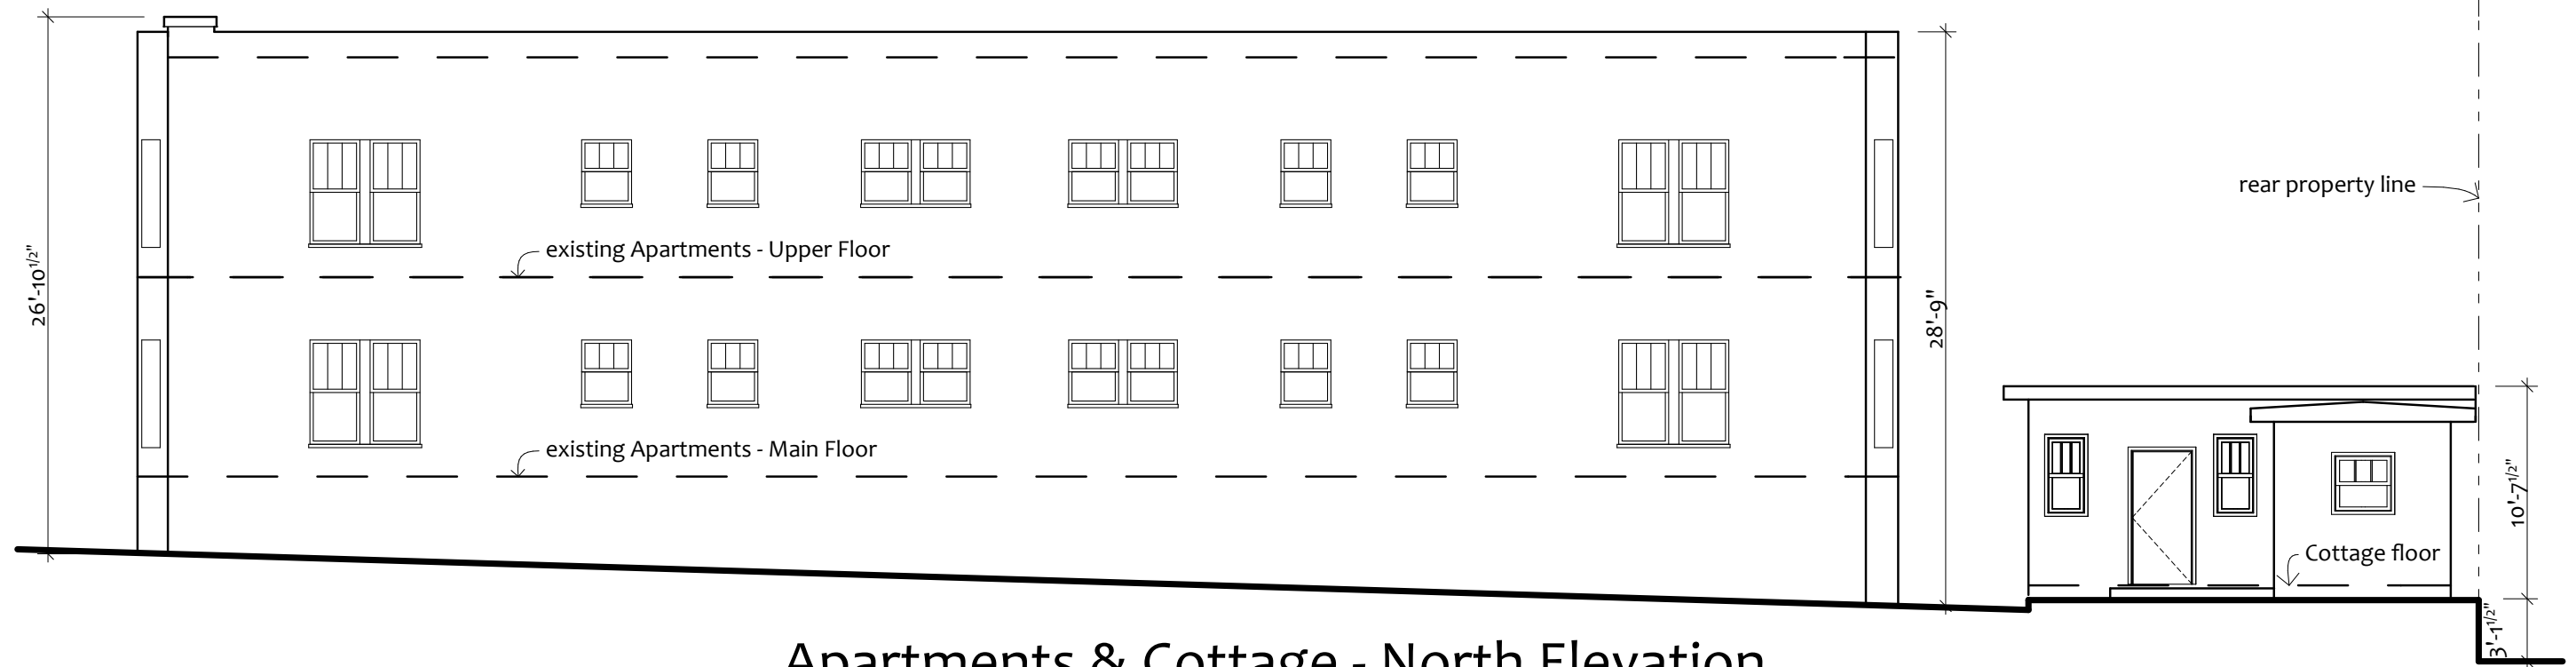 rear property line
existing Apartments - Upper Floor
26'-10 1/2"
28'-9"
existing Apartments - Main Floor
10'-7 1/2"
Cottage floor
3'-1 1/2"
Apartments & Cottage - North Elevation